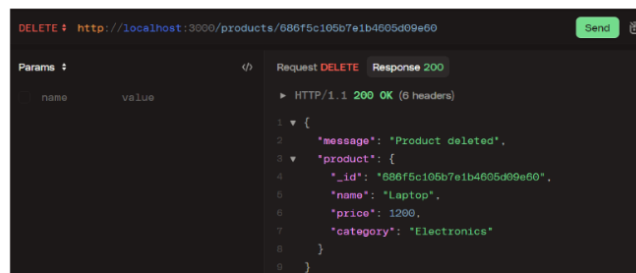 DELETE http://localhost:3000/products/686f5c105b7e1b4605d09e60 Send
Params </> Request DELETE Response 200
name value HTTP/1.1 200 OK (6 headers)
1 {
2 "message": "Product deleted",
3 "product": {
4 "_id": "686f5c105b7e1b4605d09e60",
5 "name": "Laptop",
6 "price": 1200,
7 "category": "Electronics"
8 }
9 }